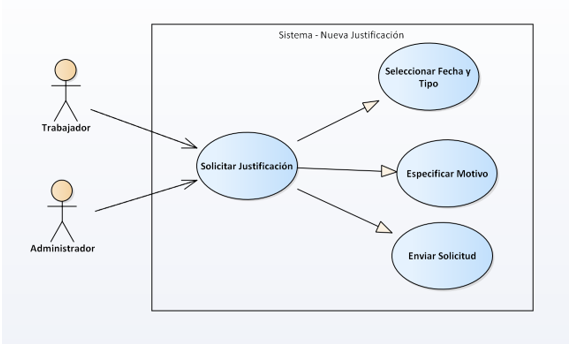 Sistema - Nueva Justificación
Seleccionar Fecha y
Tipo
Trabajador
Solicitar Justificación
Especificar Motivo
Administrador
Enviar Solicitud